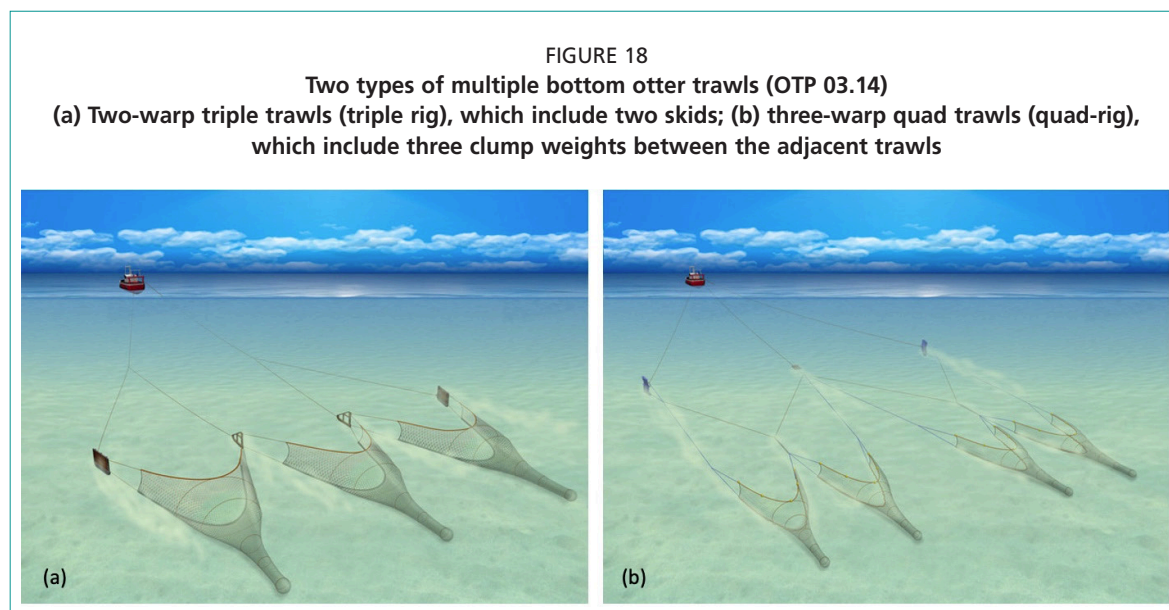 FIGURE 18
Two types of multiple bottom otter trawls (OTP 03.14)
(a) Two-warp triple trawls (triple rig), which include two skids; (b) three-warp quad trawls (quad-rig),
which include three clump weights between the adjacent trawls
(a)
(b)